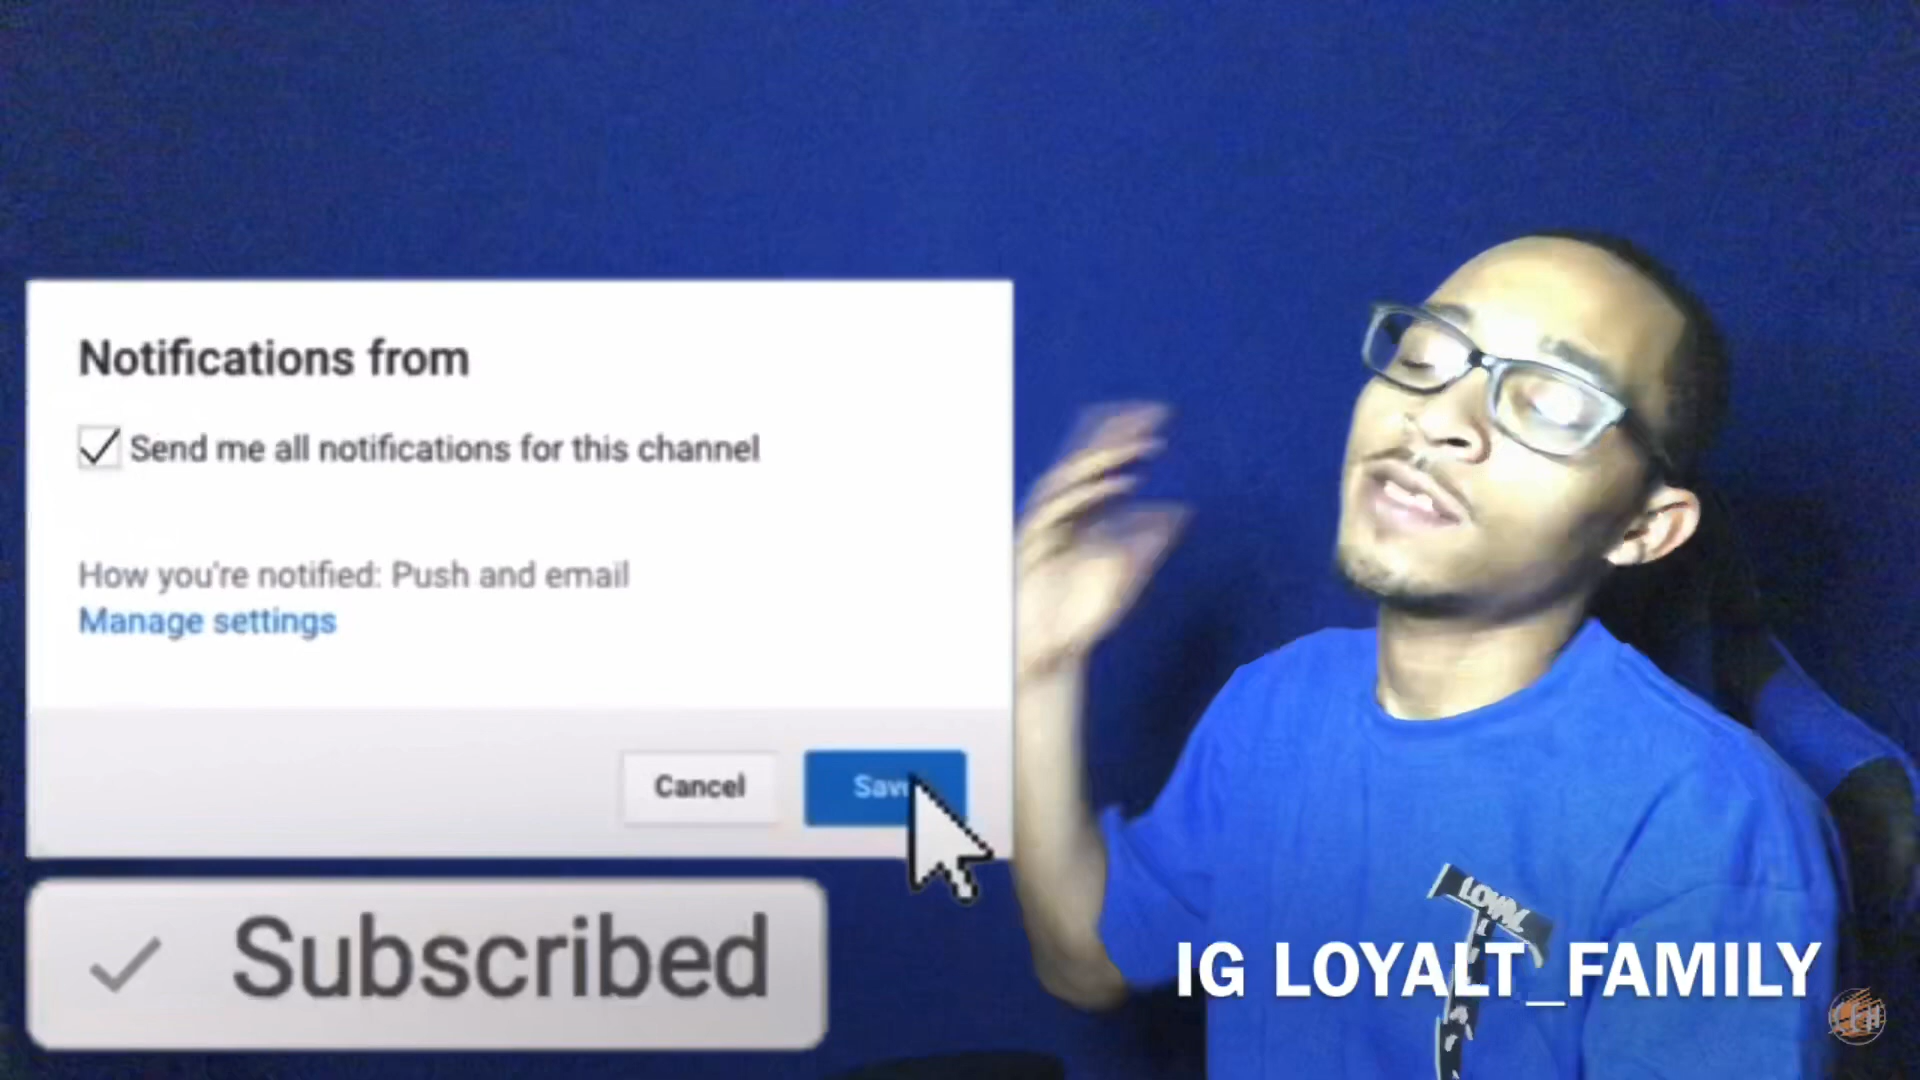 Notifications from
Send me all notifications for this channel
How you're notified: Push and email
Manage settings
Cancel
Save
Subscribed
IG LOYALT_FAMILY